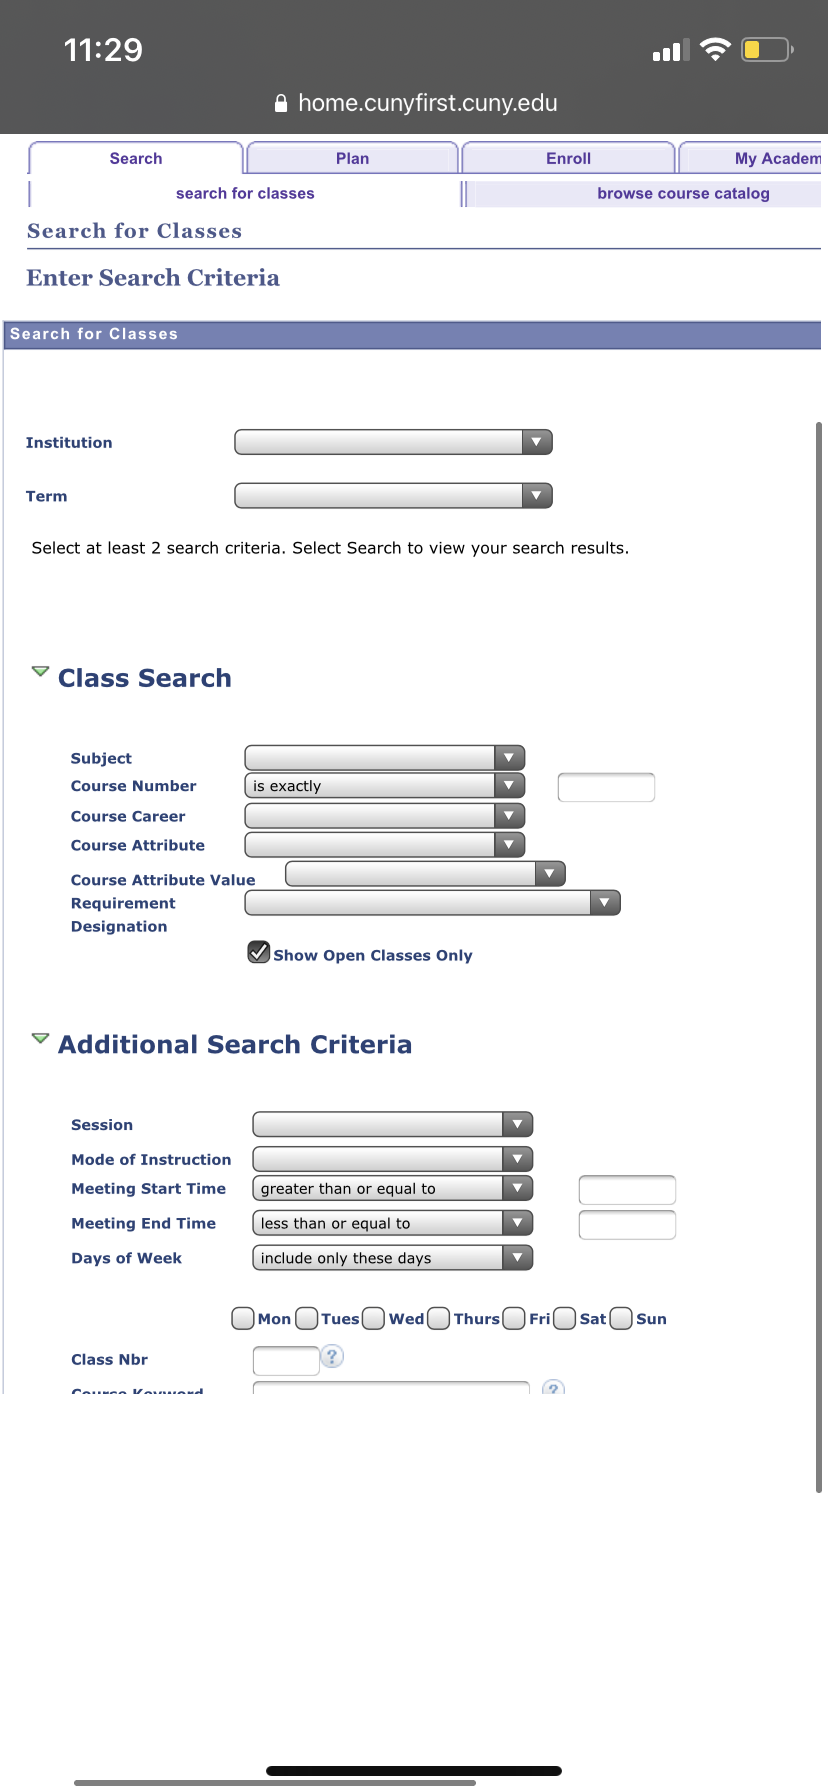 11:29
home.cunyfirst.cuny.edu
Search Plan Enroll My Academ
search for classes browse course catalog
Search for Classes
Enter Search Criteria
Search for Classes
Institution
Term
Select at least 2 search criteria. Select Search to view your search results.
Class Search
Subject
Course Number is exactly
Course Career
Course Attribute
Course Attribute Value
Requirement
Designation
Show Open Classes Only
Additional Search Criteria
Session
Mode of Instruction
Meeting Start Time greater than or equal to
Meeting End Time less than or equal to
Days of Week include only these days
Mon Tues Wed Thurs Fri Sat Sun
Class Nbr ?
Course Keyword ?